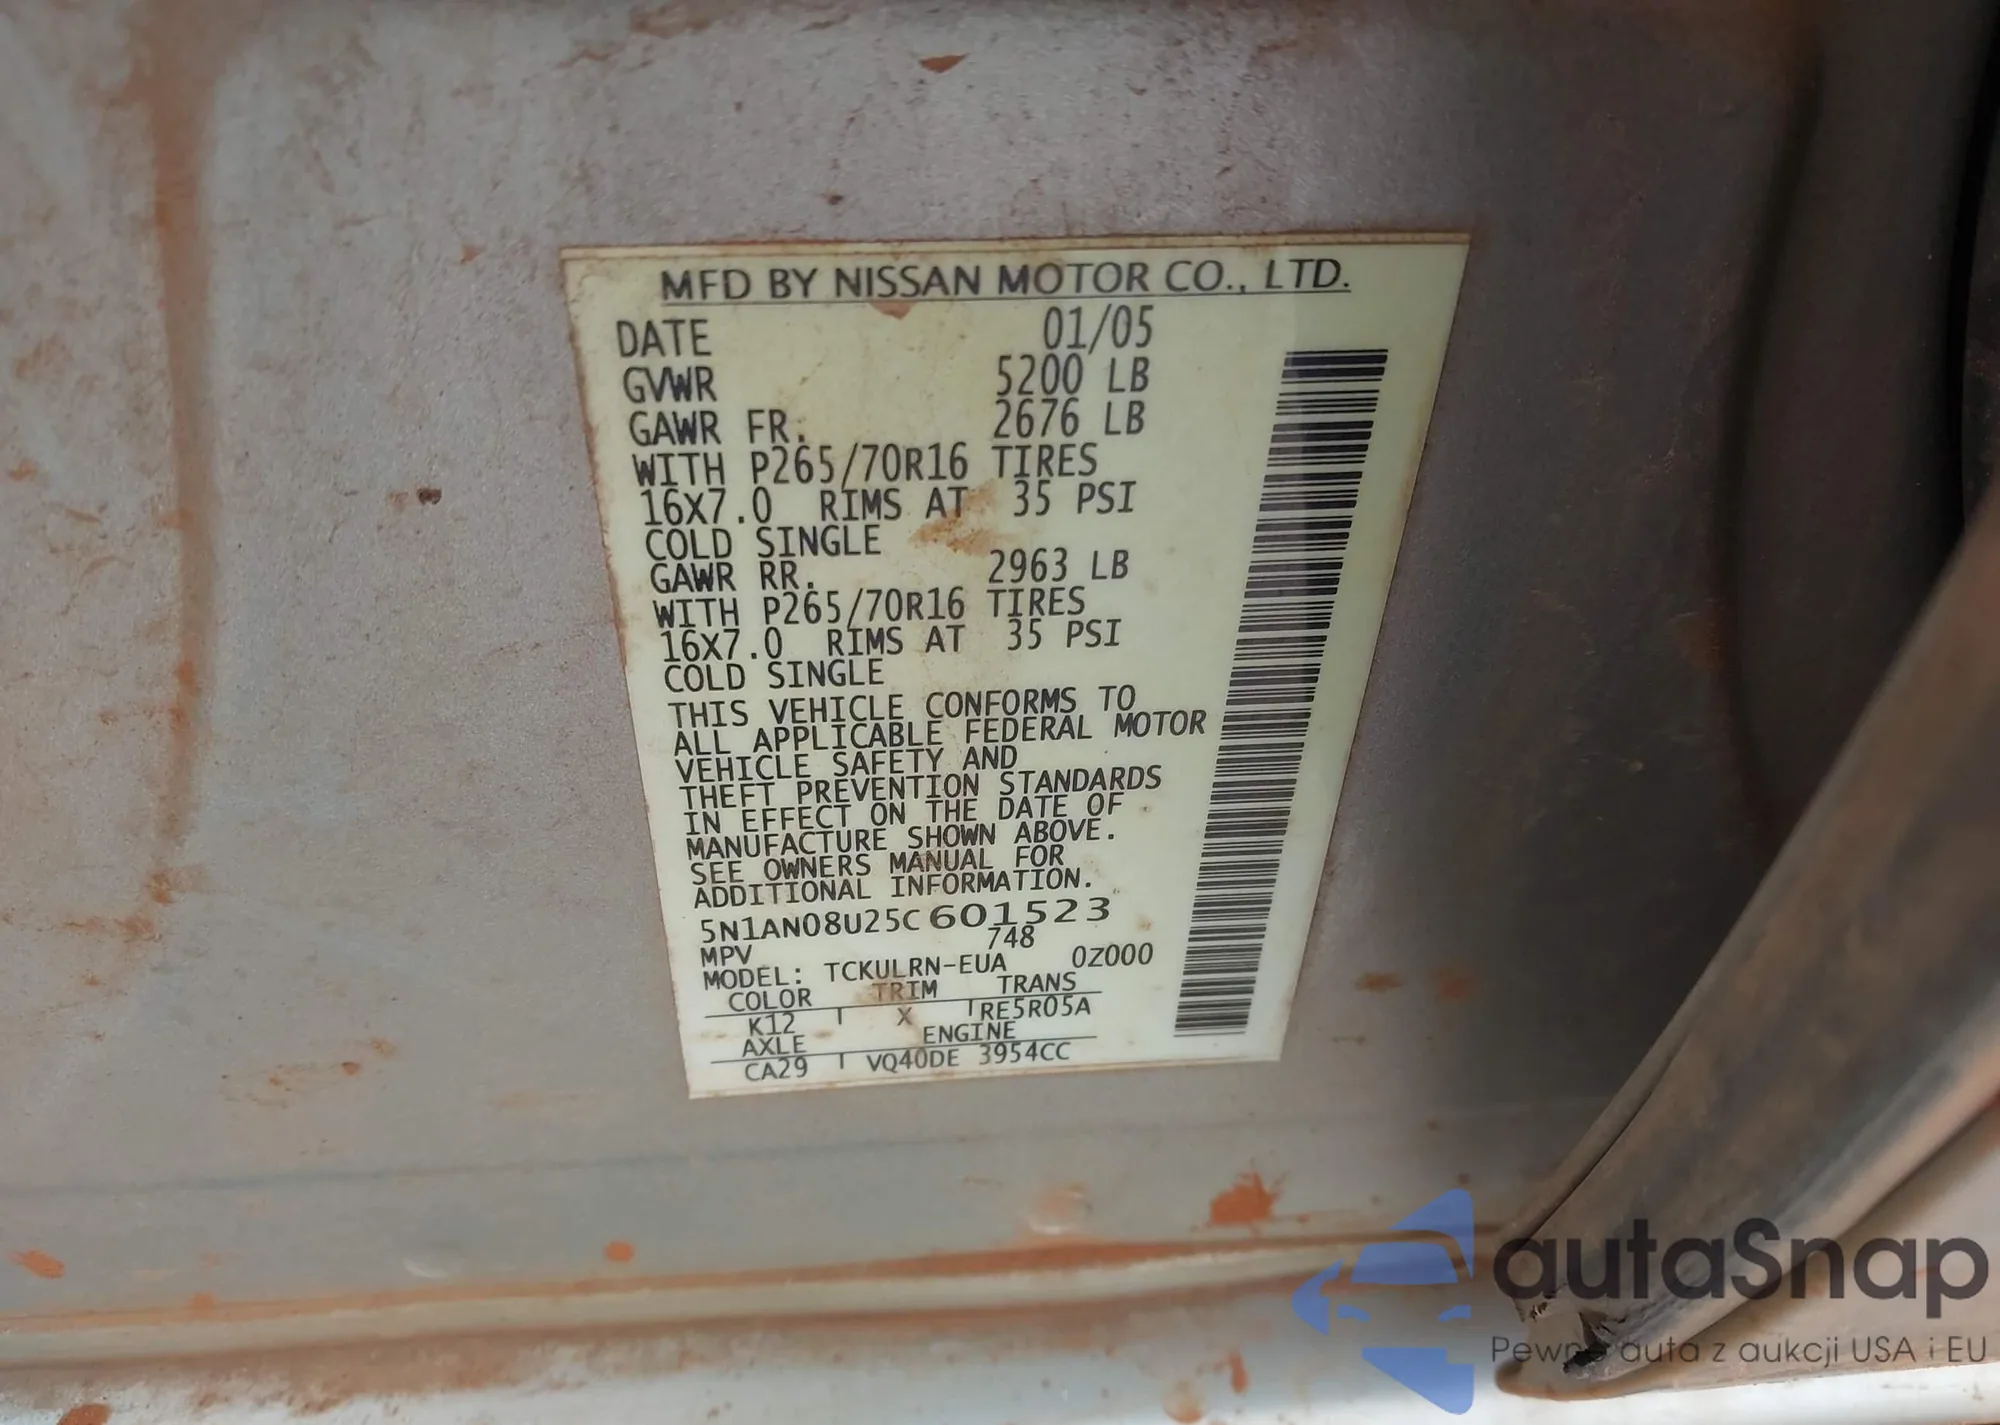 MFD BY NISSAN MOTOR CO., LTD.
DATE 01/05
GVWR 5200 LB
GAWR FR. 2676 LB
WITH P265/70R16 TIRES
16X7.0 RIMS AT 35 PSI
COLD SINGLE
GAWR RR. 2963 LB
WITH P265/70R16 TIRES
16X7.0 RIMS AT 35 PSI
COLD SINGLE
THIS VEHICLE CONFORMS TO
ALL APPLICABLE FEDERAL MOTOR
VEHICLE SAFETY AND
THEFT PREVENTION STANDARDS
IN EFFECT ON THE DATE OF
MANUFACTURE SHOWN ABOVE.
SEE OWNERS MANUAL FOR
ADDITIONAL INFORMATION.
5N1AN08U25C601523
MPV 748
MODEL: TCKULRN-EUA 0Z000
COLOR TRIM TRANS
K12 X RE5R05A
AXLE ENGINE
CA29 VQ40DE 3954CC
autaSnap
Pewne auta z aukcji USA i EU